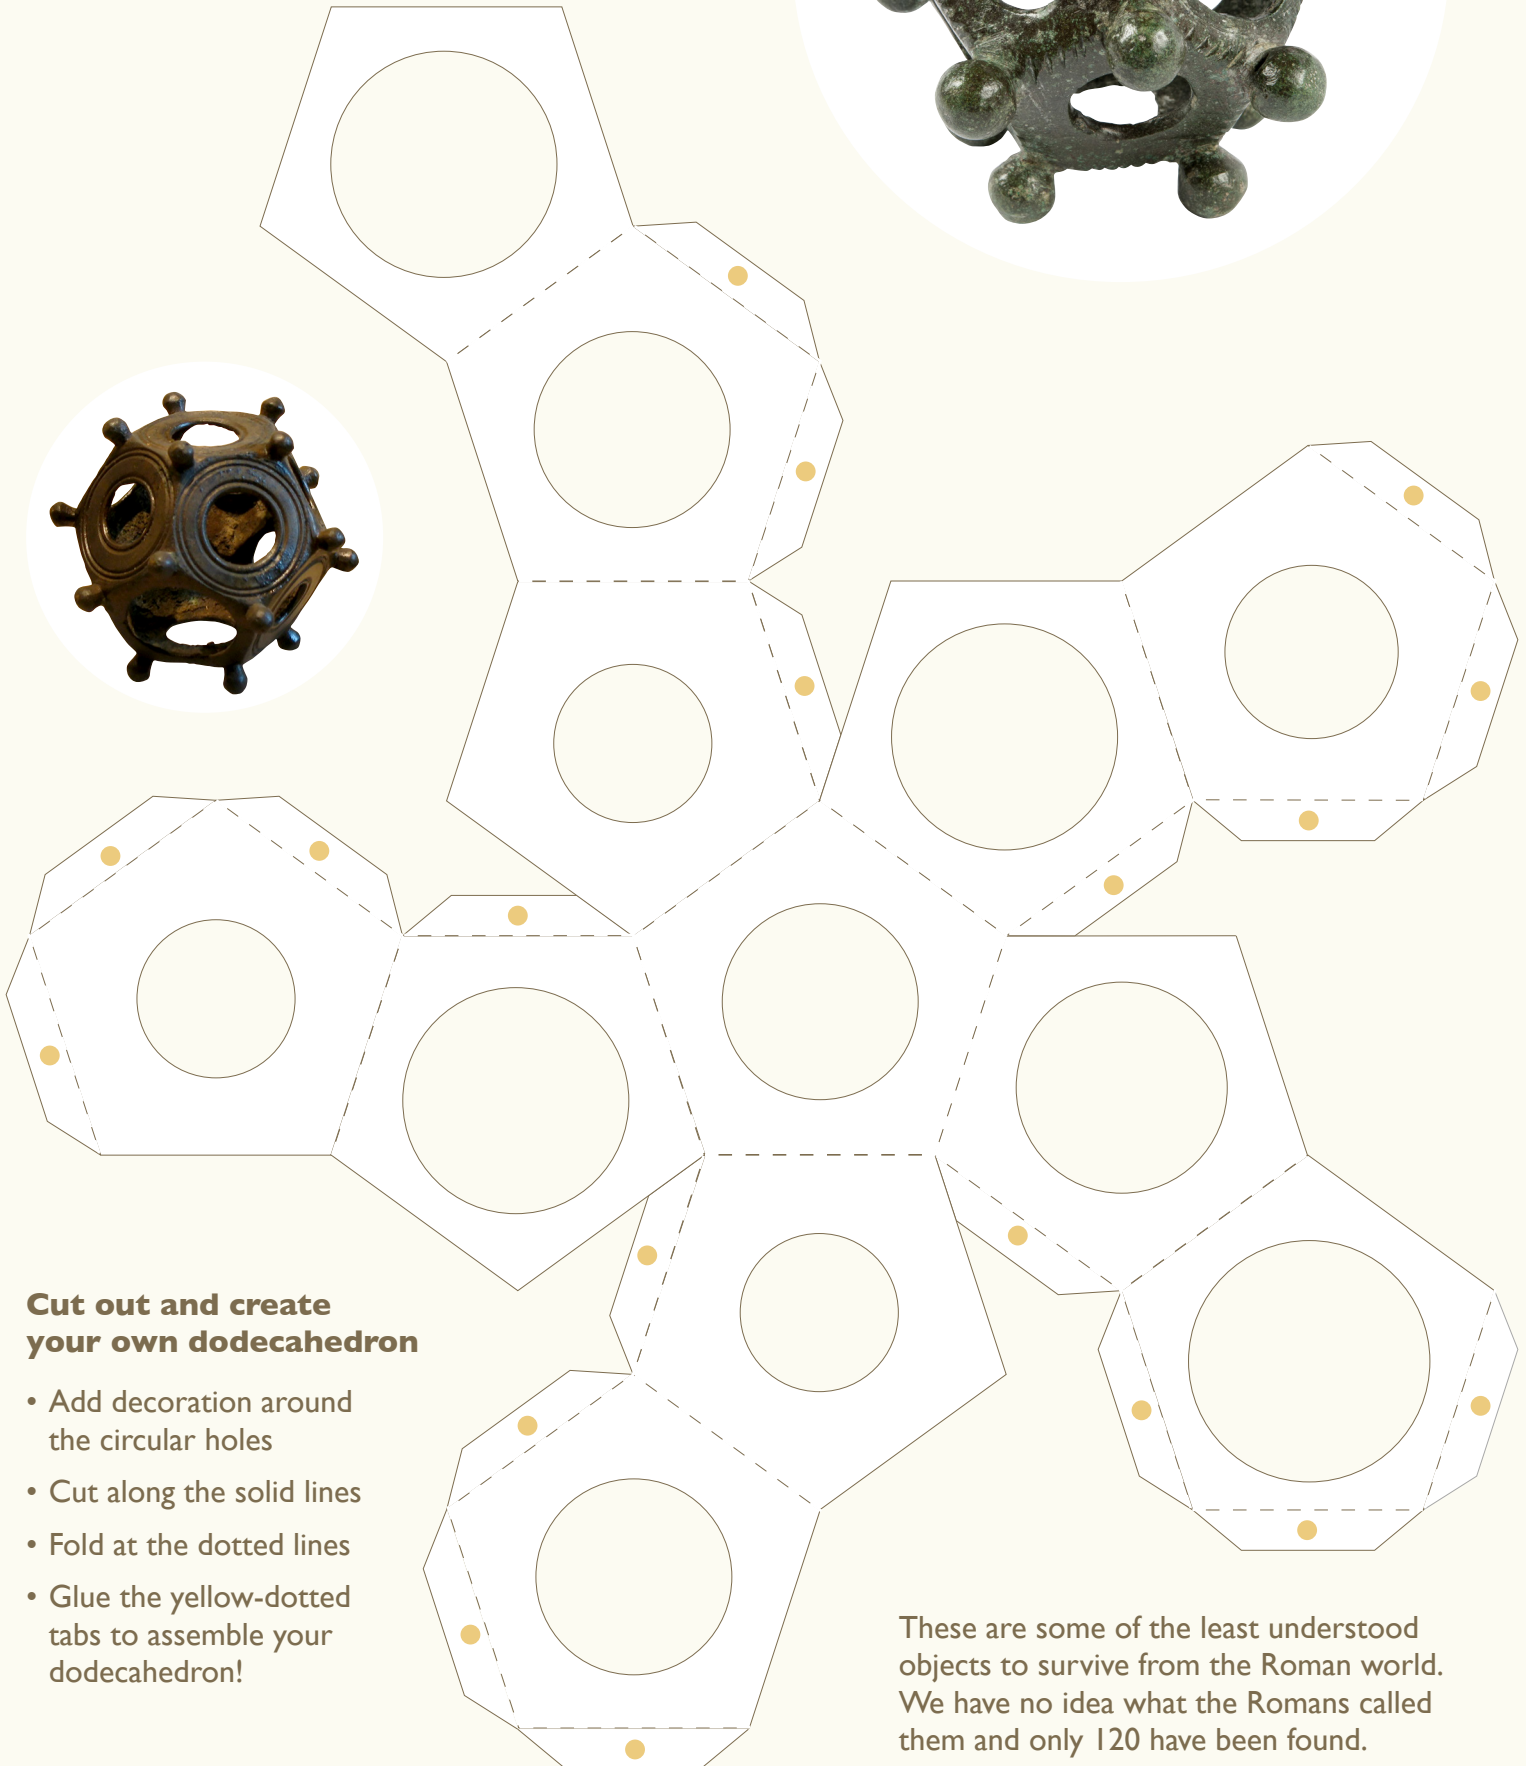 Cut out and create
your own dodecahedron
• Add decoration around
the circular holes
• Cut along the solid lines
• Fold at the dotted lines
• Glue the yellow-dotted
tabs to assemble your
dodecahedron!
These are some of the least understood
objects to survive from the Roman world.
We have no idea what the Romans called
them and only 120 have been found.